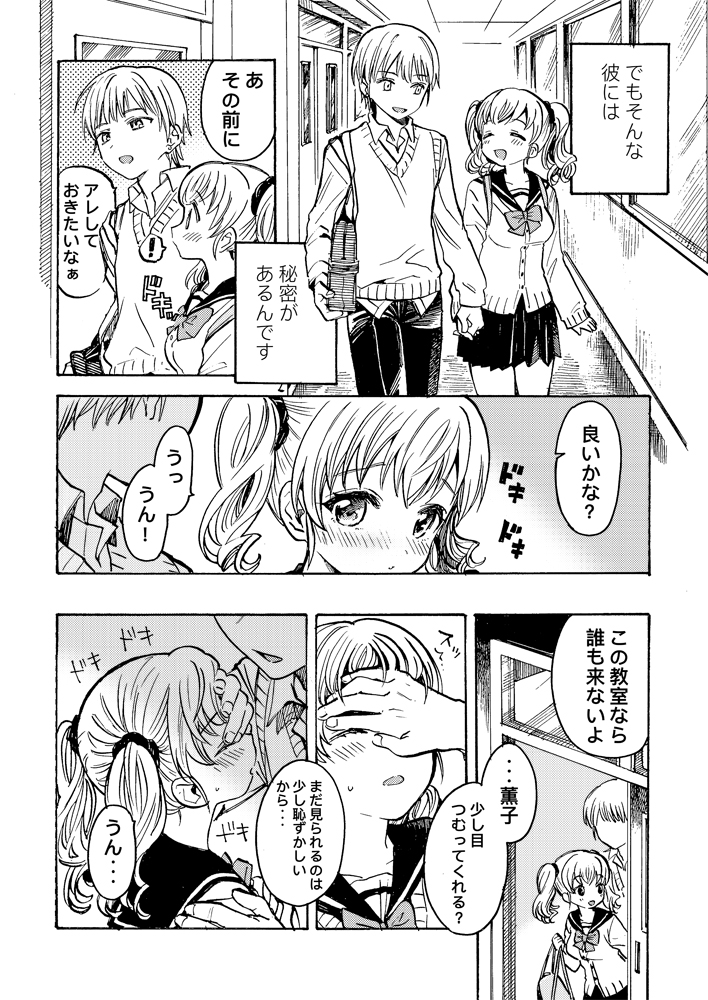 でもそんな
彼には
秘密が
あるんです
あ
その前に
アレして
おきたいなぁ
！
ドキッ
良いかな？
ドキ
ドキ
うっ
うん！
この教室なら
誰も来ないよ
・・・薫子
少し目
つむってくれる？
スッ
まだ見られるのは
少し恥ずかしい
から・・
ドキ
ドキ
ドキ
うん・・・